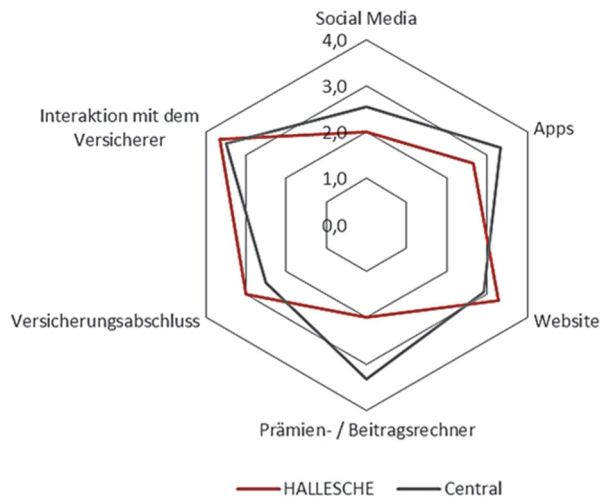 Social Media
4,0
3,0
2,0
1,0
0,0
Interaktion mit dem
Versicherer
Apps
Versicherungsabschluss
Website
Prämien- / Beitragsrechner
HALLESCHE
Central